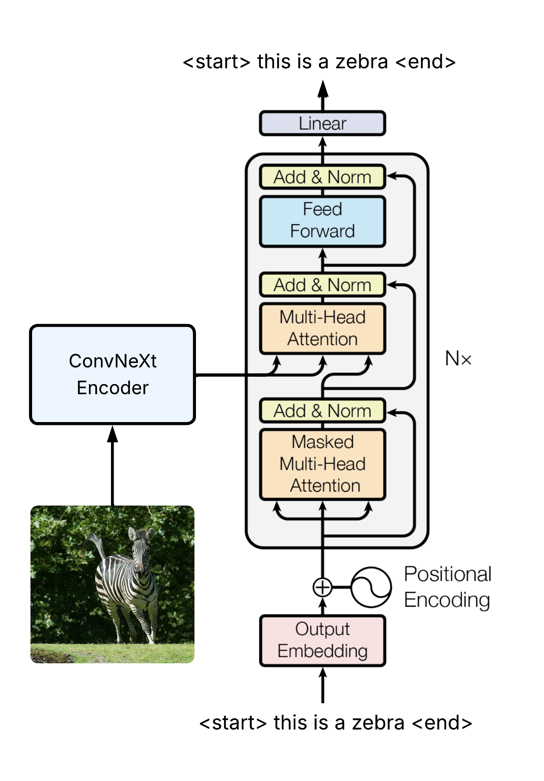 <start> this is a zebra <end>
Linear
Add & Norm
Feed
Forward
Add & Norm
Multi-Head
Attention
Add & Norm
Masked
Multi-Head
Attention
N×
ConvNeXt
Encoder
Positional
Encoding
Output
Embedding
<start> this is a zebra <end>